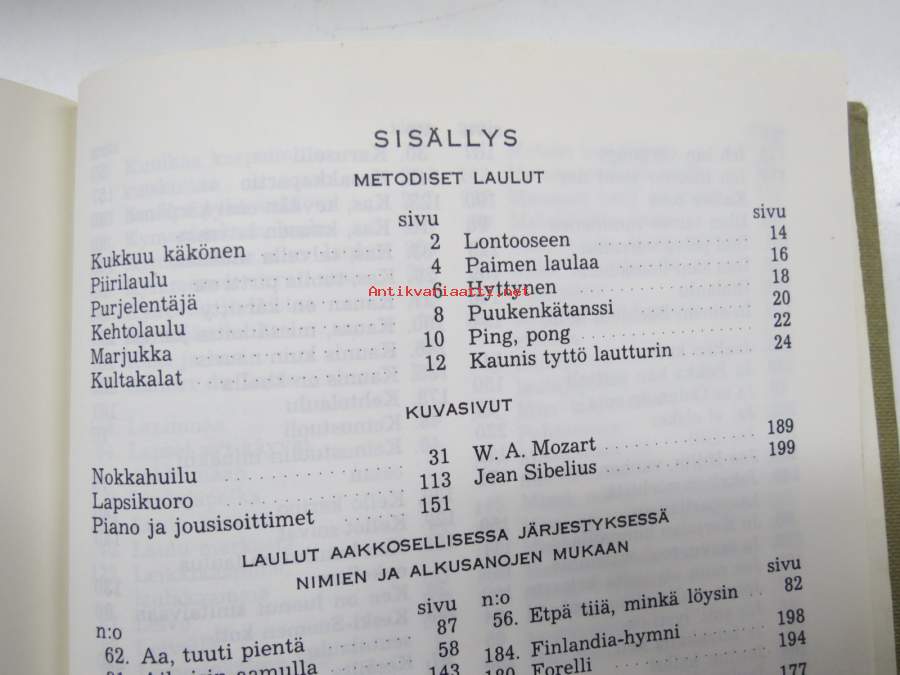 SISÄLLYS
METODISET LAULUT
sivu
Kukkuu käkönen 2
Piirilaulu 4
Purjelentäjä 6
Kehtolaulu 8
Marjukka 10
Kultakalat 12
sivu
Lontooseen 14
Paimen laulaa 16
Hyttynen 18
Puukenkätanssi 20
Ping, pong 22
Kaunis tyttö lautturin 24
Antikvariaatti.net
KUVASIVUT
Nokkahuilu 31
Lapsikuoro 113
Piano ja jousisoittimet 151
W. A. Mozart 189
Jean Sibelius 199
LAULUT AAKKOSELLISESSA JÄRJESTYKSESSÄ
NIMIEN JA ALKUSANOJEN MUKAAN
n:o sivu
62. Aa, tuuti pientä 87
58
143
n:o sivu
56. Etpä tiiä, minkä löysin 82
184. Finlandia-hymni 198
180. Forelli 194
177